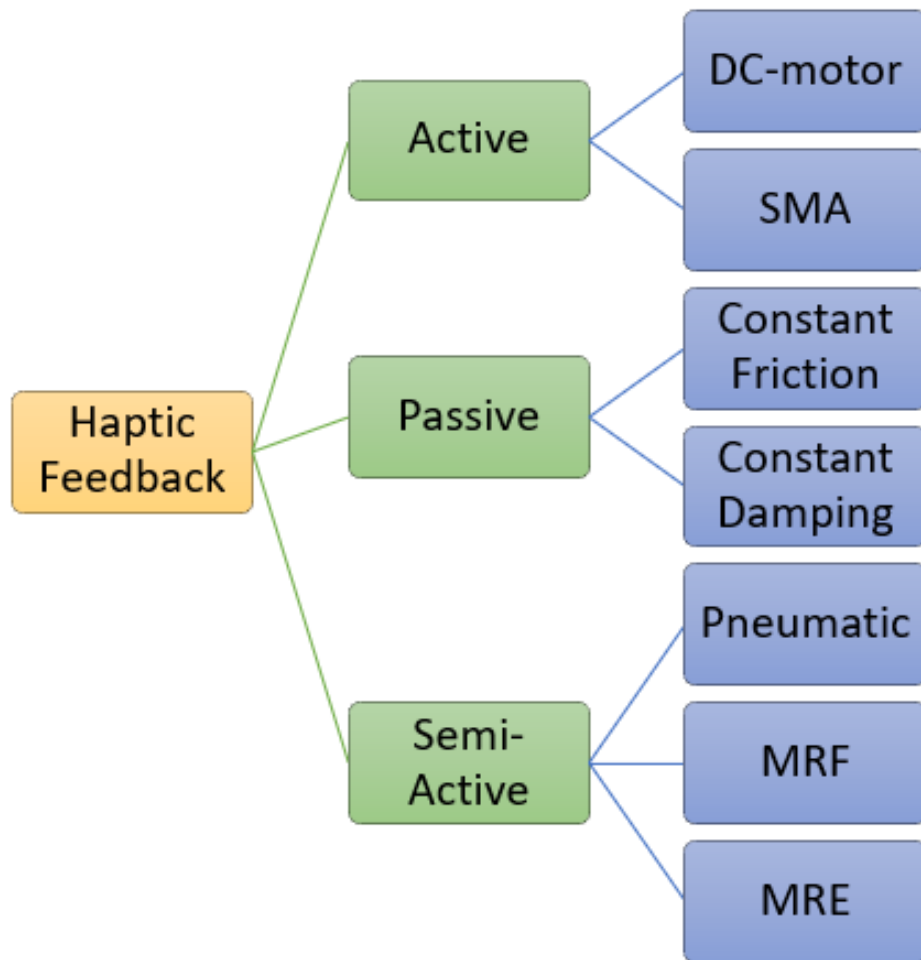 Haptic
Feedback
Active
Passive
Semi-
Active
DC-motor
SMA
Constant
Friction
Constant
Damping
Pneumatic
MRF
MRE